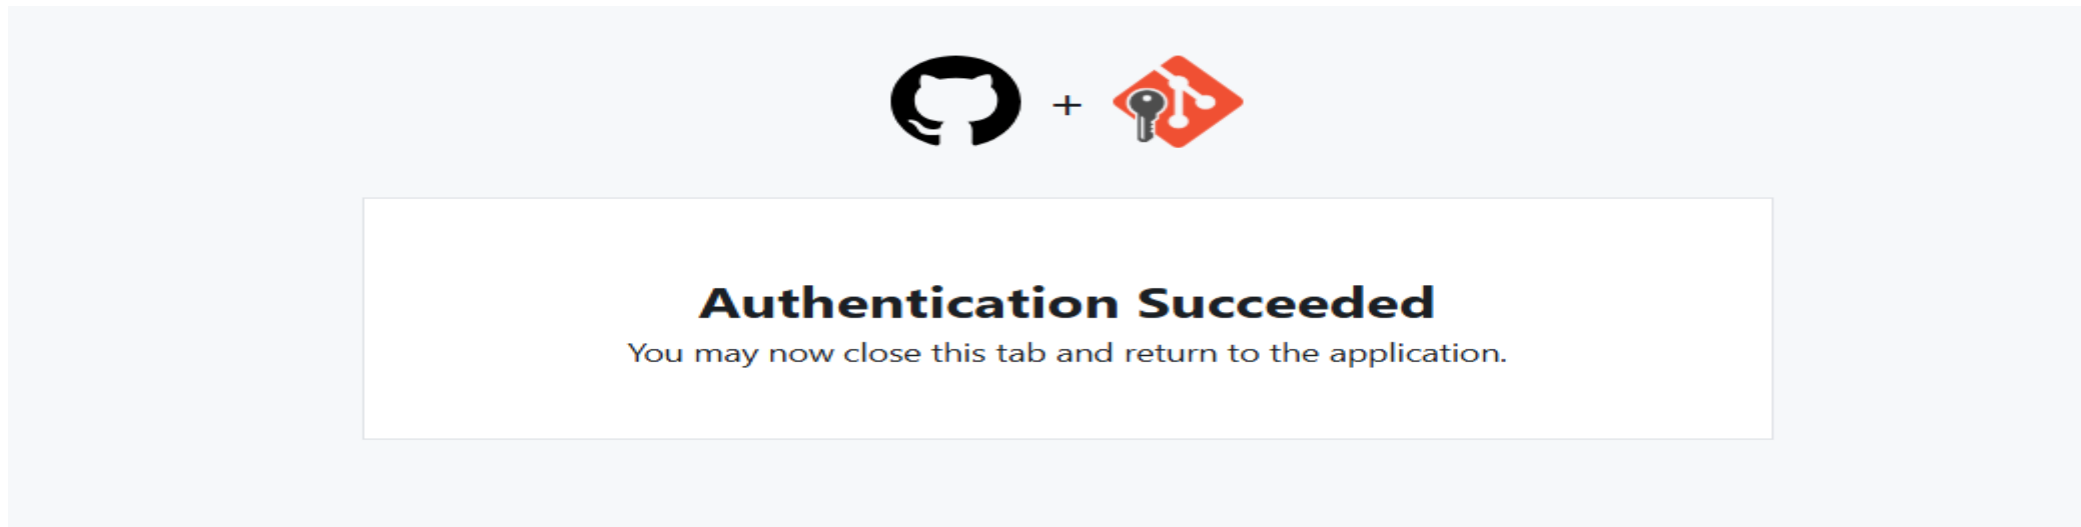 +
Authentication Succeeded
You may now close this tab and return to the application.